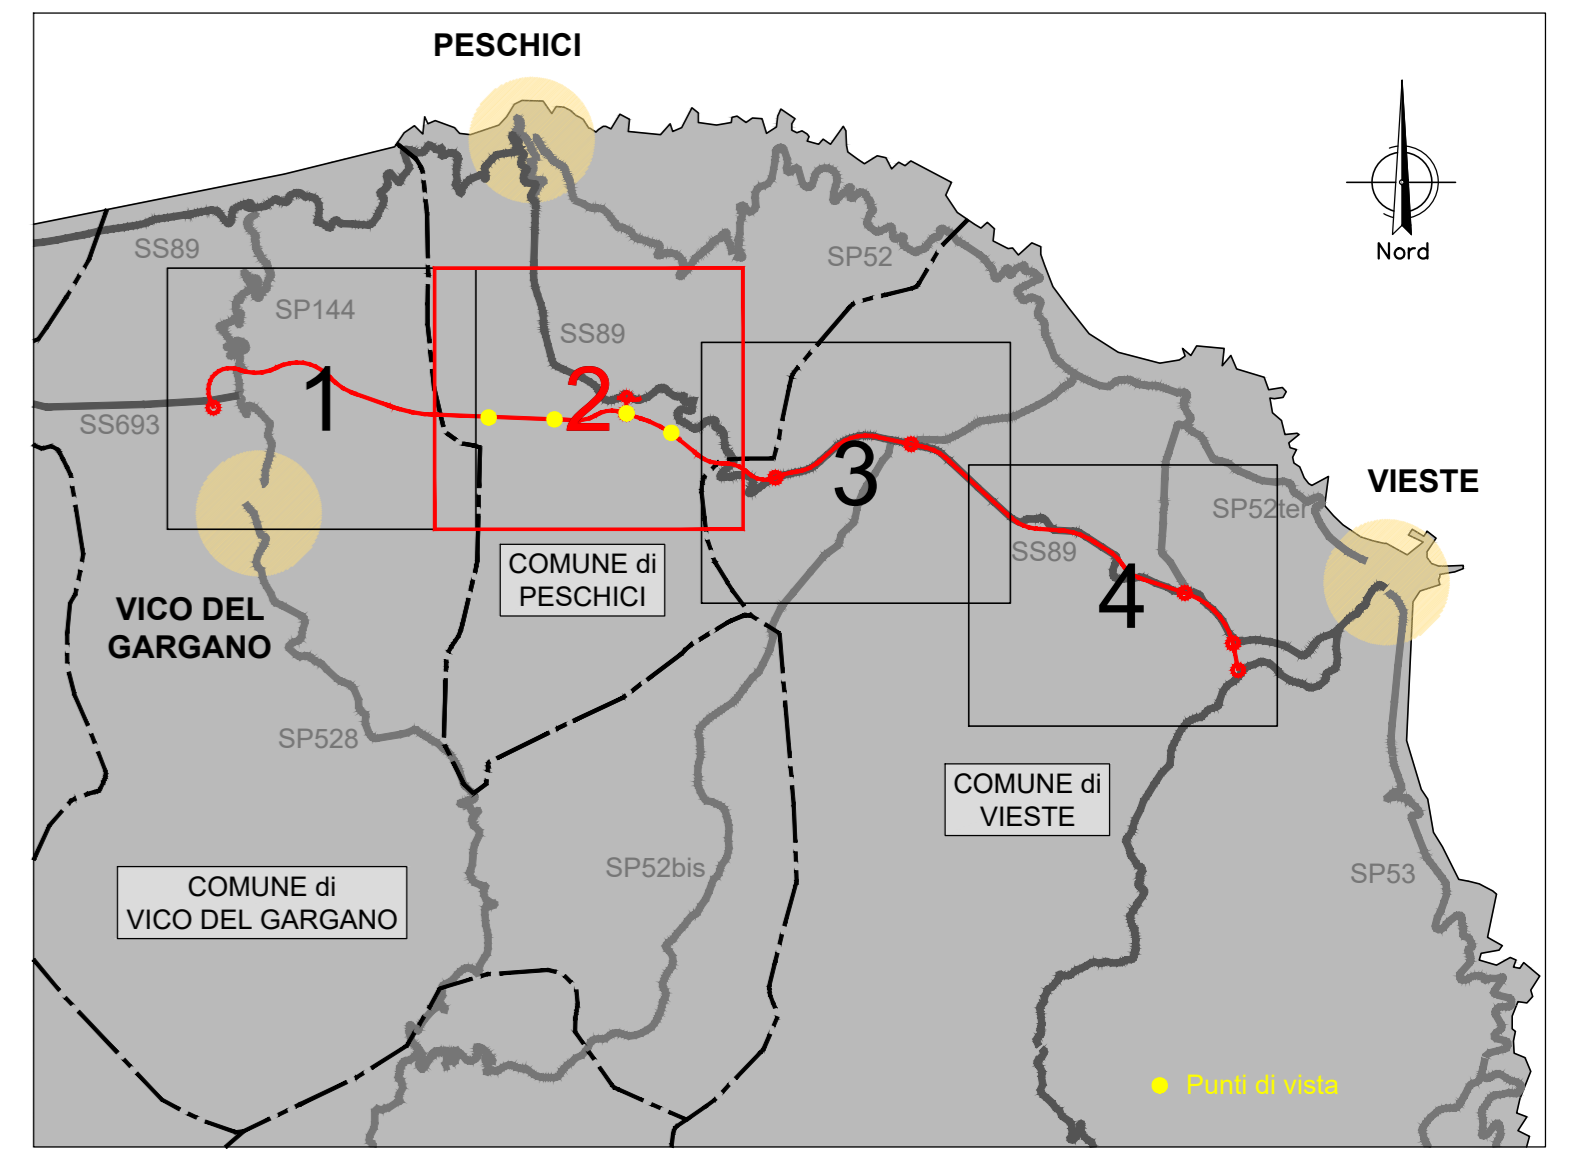 PESCHICI
Nord
SS89
SP52
SP144
SS89
1
2
SS693
3
VIESTE
SP52ter
SS89
COMUNE di
PESCHICI
4
VICO DEL
GARGANO
SP528
COMUNE di
VIESTE
SP52bis
SP53
COMUNE di
VICO DEL GARGANO
Punti di vista